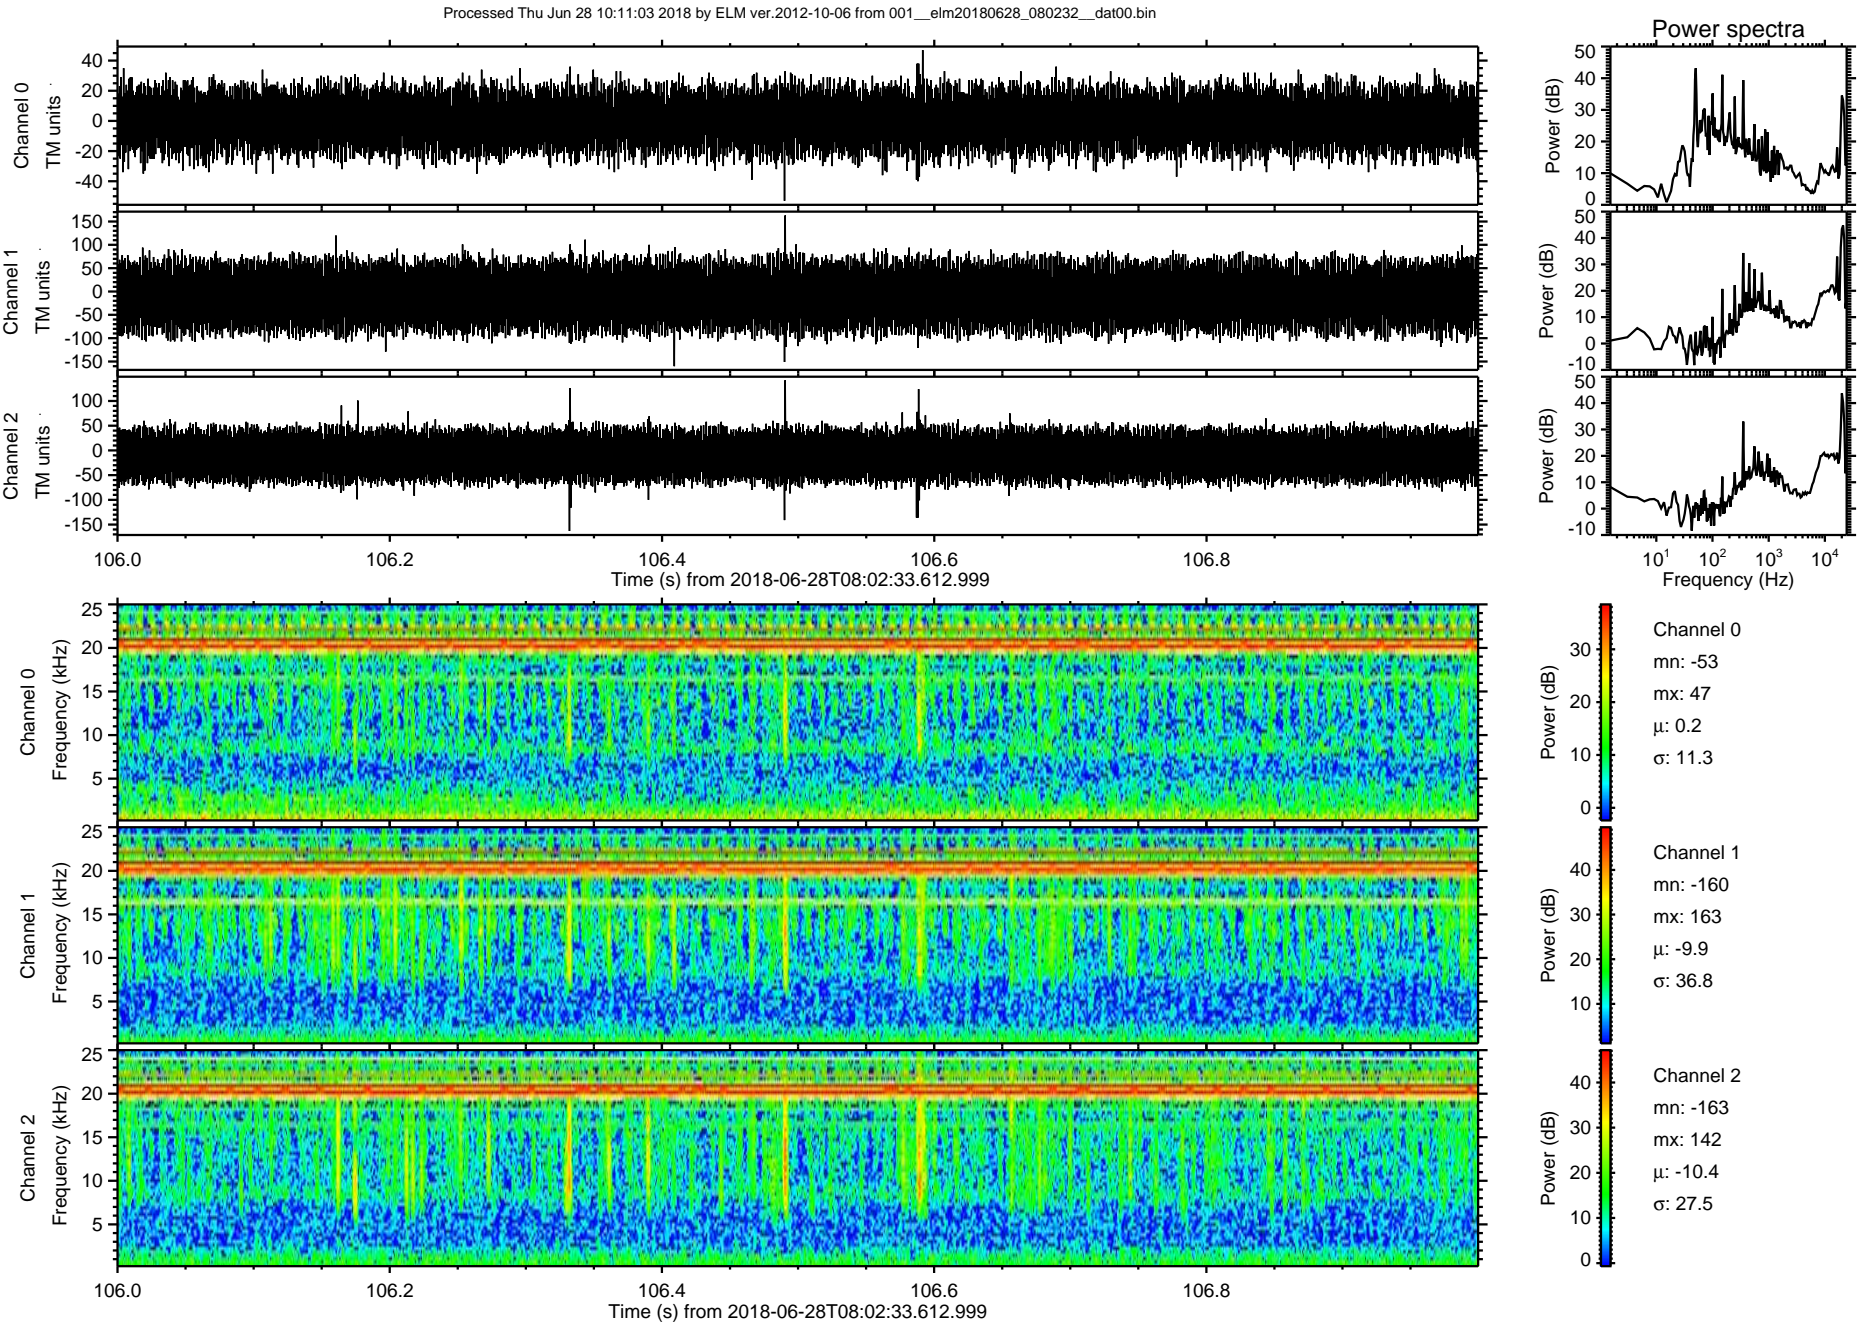 Processed Thu Jun 28 10:11:03 2018 by ELM ver.2012-10-06 from 001__elm20180628_080232__dat00.bin
Power spectra
Channel 0
TM units
40
20
0
-20
-40
Power (dB)
50
40
30
20
10
0
Channel 1
TM units
150
100
50
0
-50
-100
-150
Power (dB)
50
40
30
20
10
0
-10
Channel 2
TM units
100
50
0
-50
-100
-150
Power (dB)
50
40
30
20
10
0
-10
106.0 106.2 106.4 106.6 106.8
Time (s) from 2018-06-28T08:02:33.612.999
10¹ 10² 10³ 10⁴
Frequency (Hz)
Channel 0
Frequency (kHz)
25
20
15
10
5
Power (dB)
30
20
10
0
Channel 0
mn: -53
mx: 47
μ: 0.2
σ: 11.3
Channel 1
Frequency (kHz)
25
20
15
10
5
Power (dB)
40
30
20
10
Channel 1
mn: -160
mx: 163
μ: -9.9
σ: 36.8
Channel 2
Frequency (kHz)
25
20
15
10
5
Power (dB)
40
30
20
10
0
Channel 2
mn: -163
mx: 142
μ: -10.4
σ: 27.5
106.0 106.2 106.4 106.6 106.8
Time (s) from 2018-06-28T08:02:33.612.999